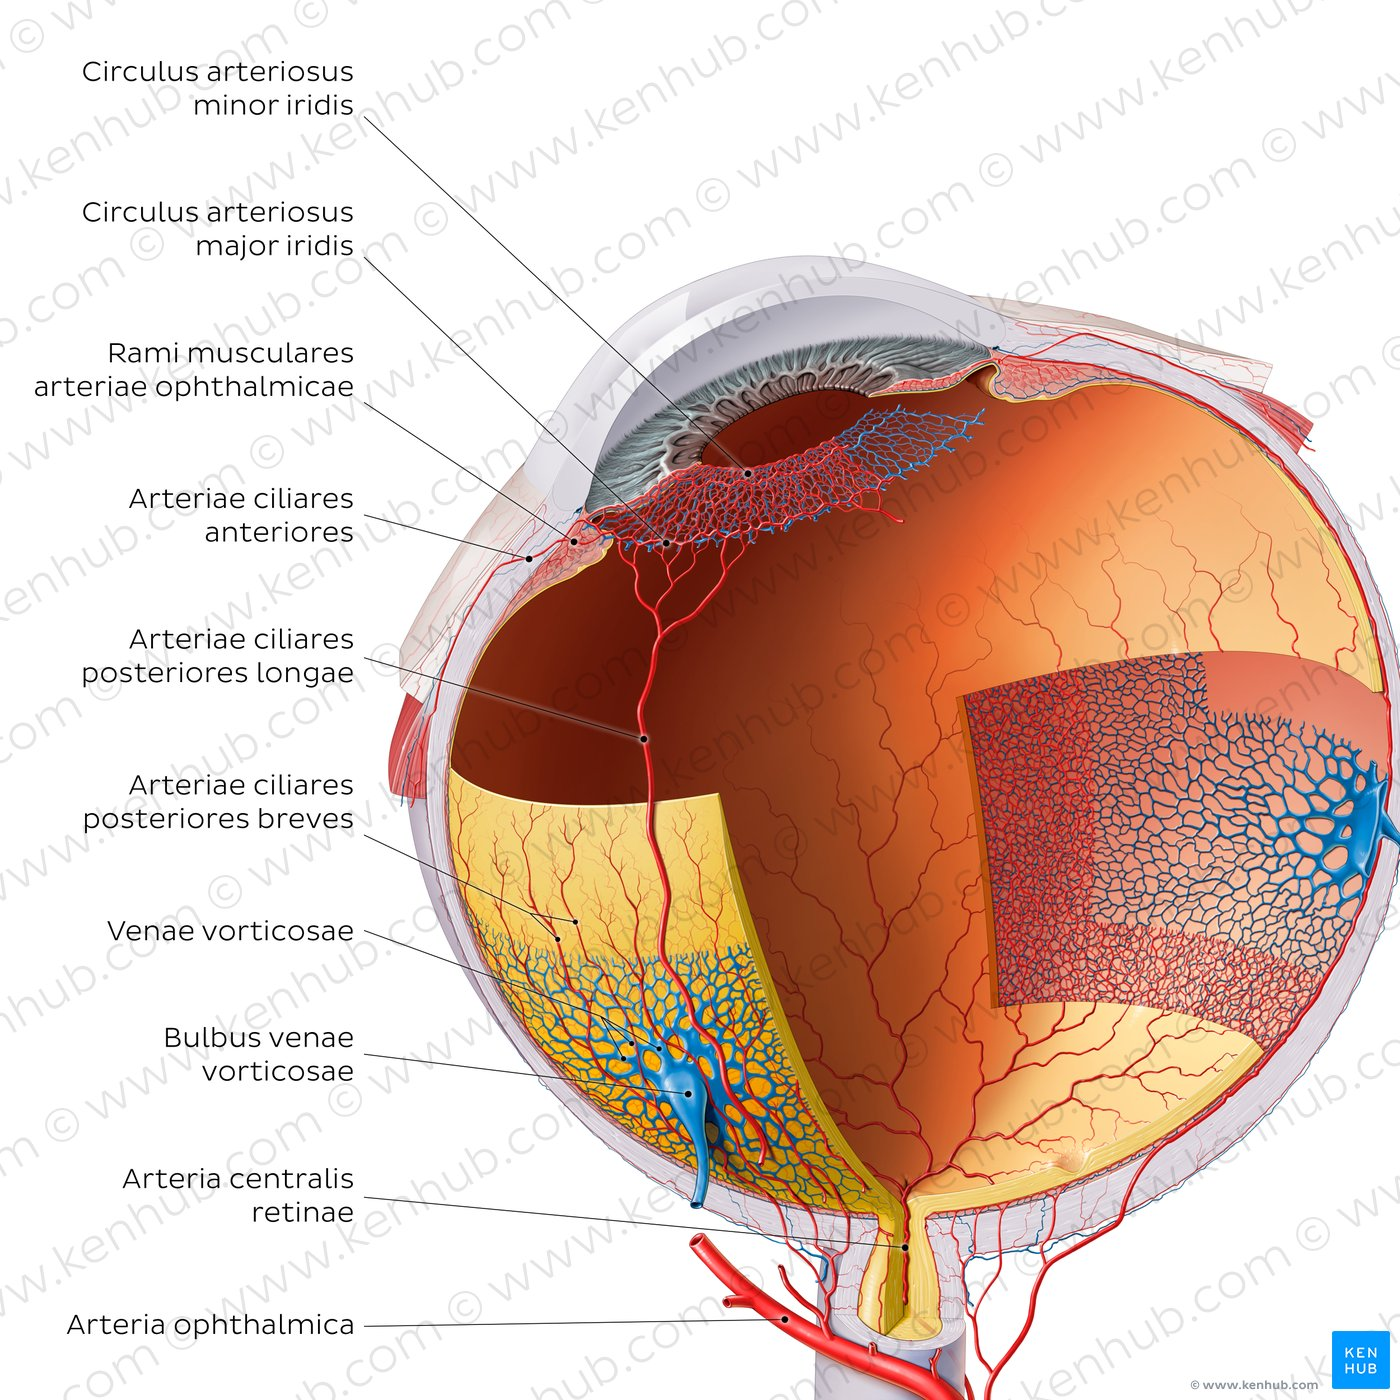 Circulus arteriosus
minor iridis
Circulus arteriosus
major iridis
Rami musculares
arteriae ophthalmicae
Arteriae ciliares
anteriores
Arteriae ciliares
posteriores longae
Arteriae ciliares
posteriores breves
Venae vorticosae
Bulbus venae
vorticosae
Arteria centralis
retinae
Arteria ophthalmica
KEN
HUB
© www.kenhub.com